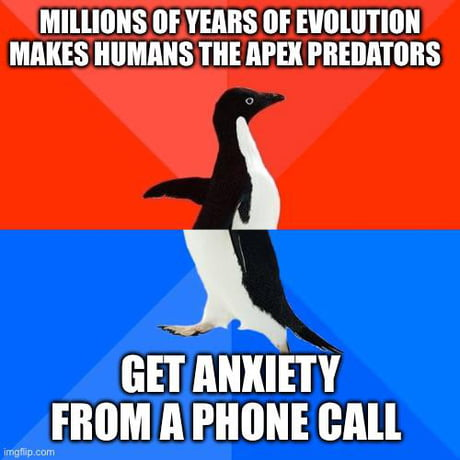 MILLIONS OF YEARS OF EVOLUTION
MAKES HUMANS THE APEX PREDATORS
GET ANXIETY
FROM A PHONE CALL
imgflip.com